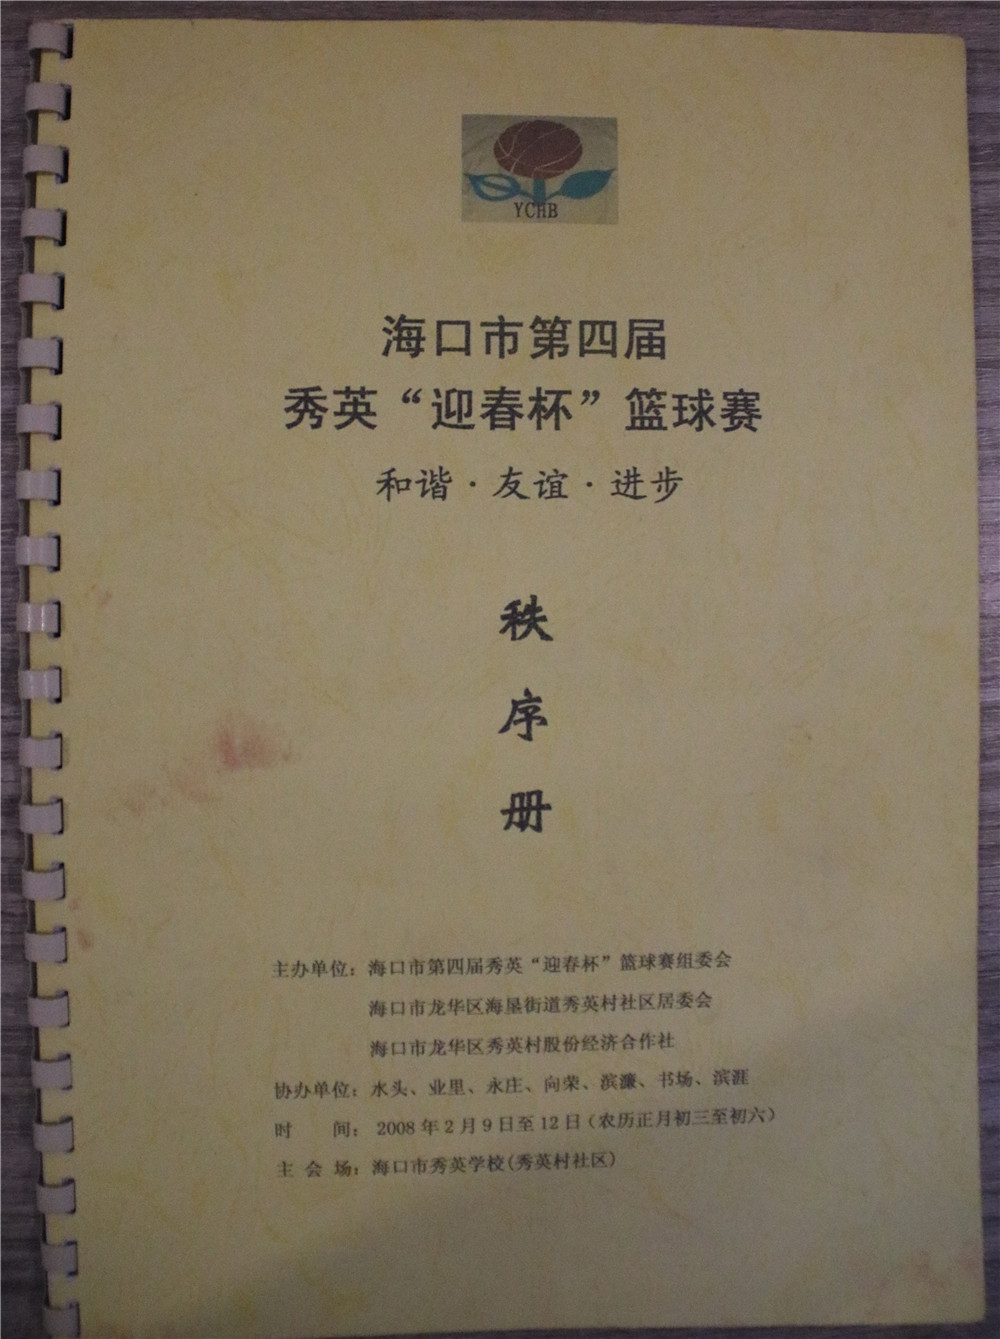 YCHB
海口市第四届
秀英“迎春杯”篮球赛
和谐·友谊·进步
秩
序
册
主办单位：海口市第四届秀英“迎春杯”篮球赛组委会
海口市龙华区海垦街道秀英村社区居委会
海口市龙华区秀英村股份经济合作社
协办单位：水头、业里、永庄、向荣、滨濂、书场、滨涯
时　　间：2008年2月9日至12日（农历正月初三至初六）
主 会 场：海口市秀英学校(秀英村社区)